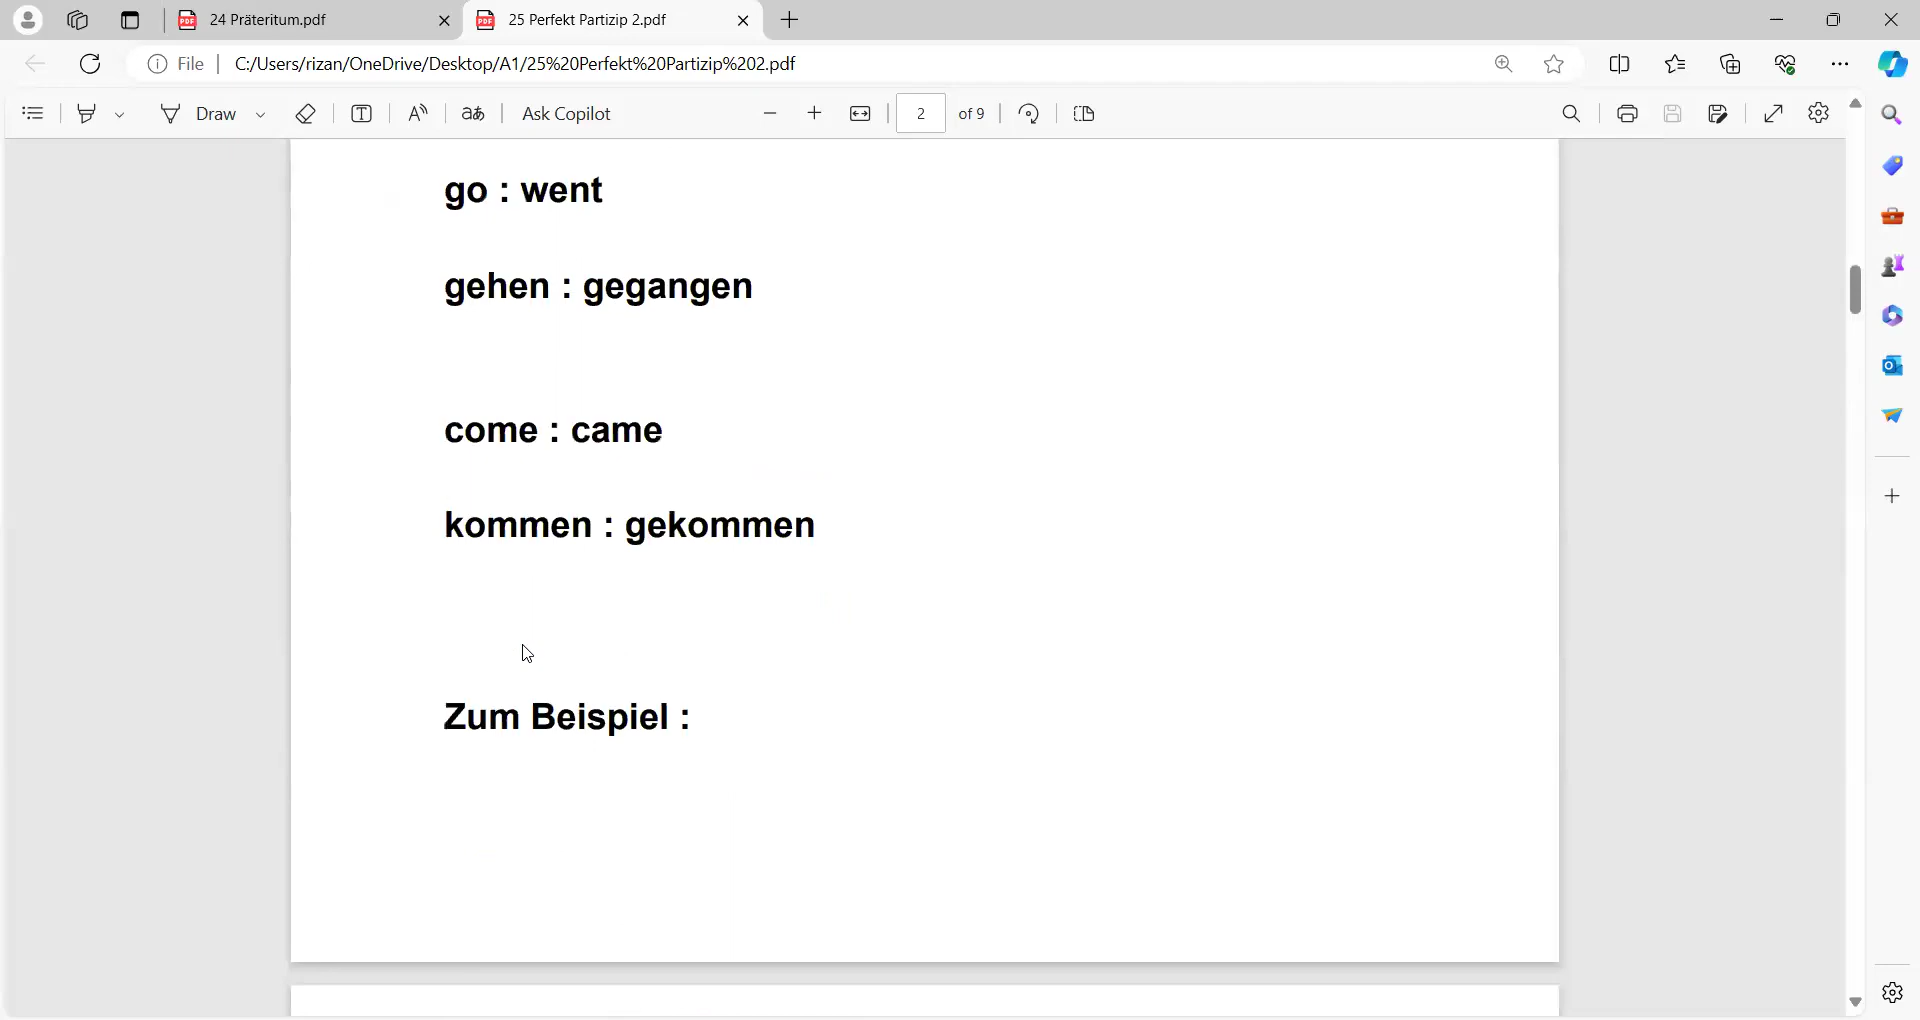 24 Präteritum.pdf
25 Perfekt Partizip 2.pdf
File
C:/Users/rizan/OneDrive/Desktop/A1/25%20Perfekt%20Partizip%202.pdf
Draw
Ask Copilot
2 of 9
go : went
gehen : gegangen
come : came
kommen : gekommen
Zum Beispiel :